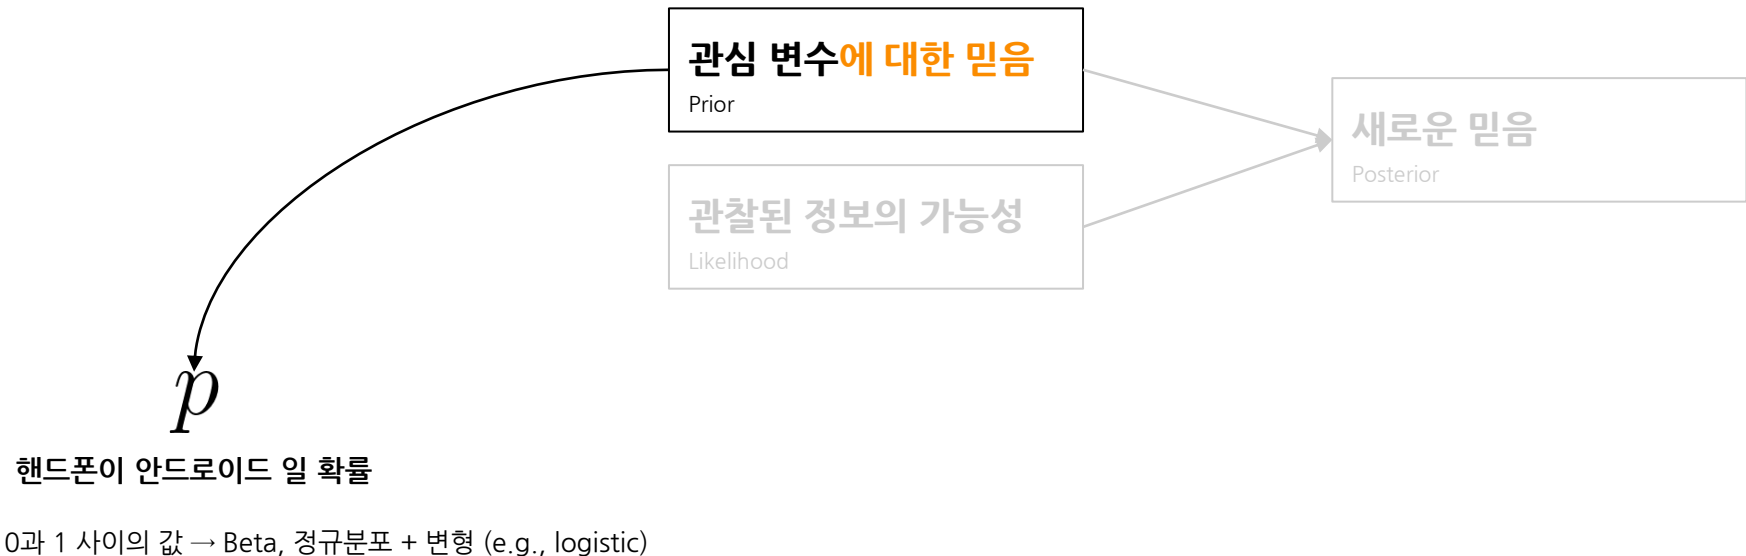 관심 변수에 대한 믿음
Prior
새로운 믿음
Posterior
관찰된 정보의 가능성
Likelihood
p
핸드폰이 안드로이드 일 확률
0과 1 사이의 값 → Beta, 정규분포 + 변형 (e.g., logistic)